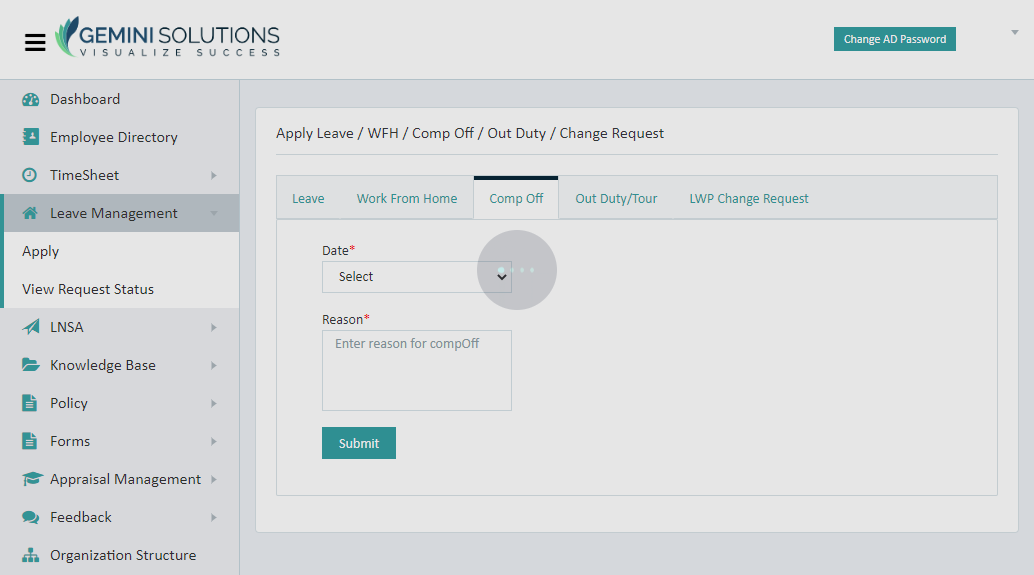 GEMINI SOLUTIONS
VISUALIZE SUCCESS
Change AD Password
Dashboard
Employee Directory
TimeSheet
Leave Management
Apply
View Request Status
LNSA
Knowledge Base
Policy
Forms
Appraisal Management
Feedback
Organization Structure
Apply Leave / WFH / Comp Off / Out Duty / Change Request
Leave Work From Home Comp Off Out Duty/Tour LWP Change Request
Date*
Select
Reason*
Enter reason for compOff
Submit